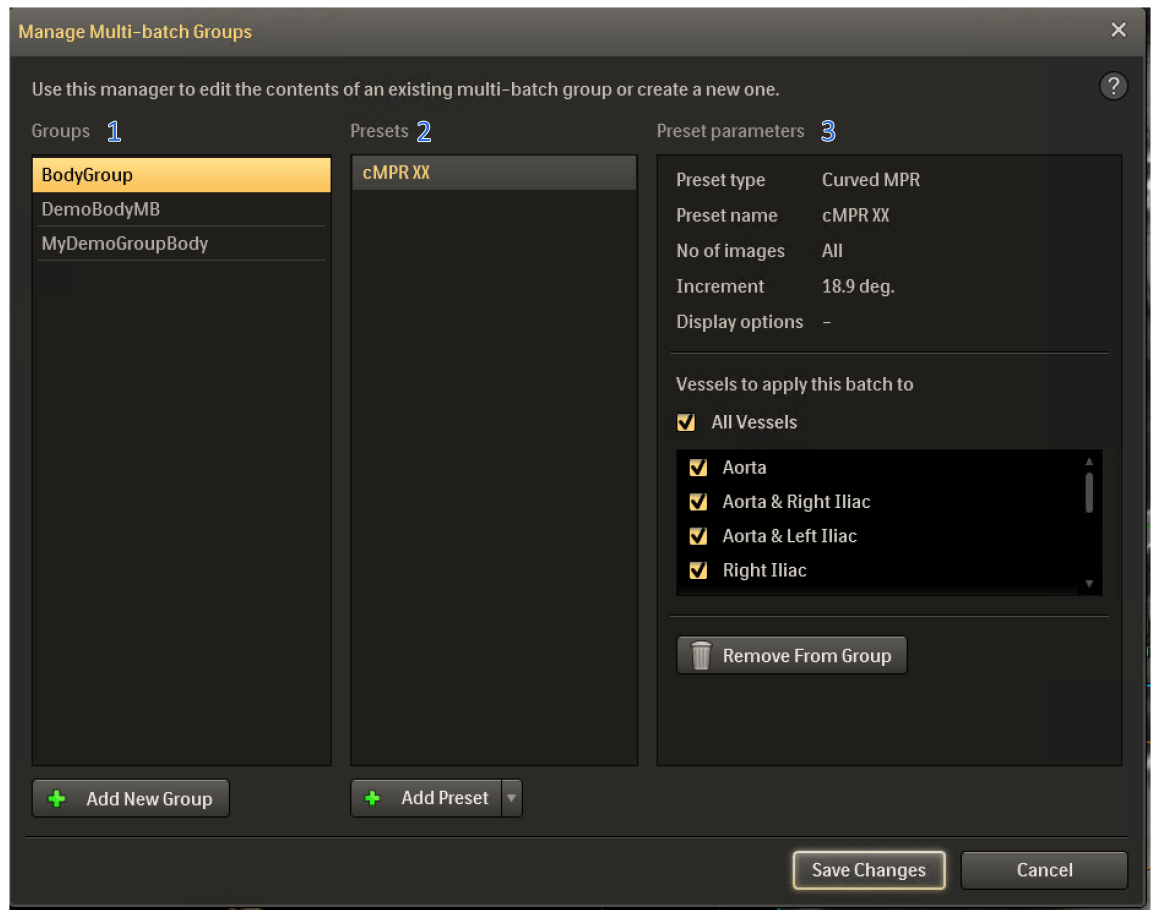 Manage Multi-batch Groups
Use this manager to edit the contents of an existing multi-batch group or create a new one.
?
Groups 1
BodyGroup
DemoBodyMB
MyDemoGroupBody
Add New Group
Presets 2
cMPR XX
Add Preset
Preset parameters 3
Preset type Curved MPR
Preset name cMPR XX
No of images All
Increment 18.9 deg.
Display options -
Vessels to apply this batch to
All Vessels
Aorta
Aorta & Right Iliac
Aorta & Left Iliac
Right Iliac
Remove From Group
Save Changes
Cancel